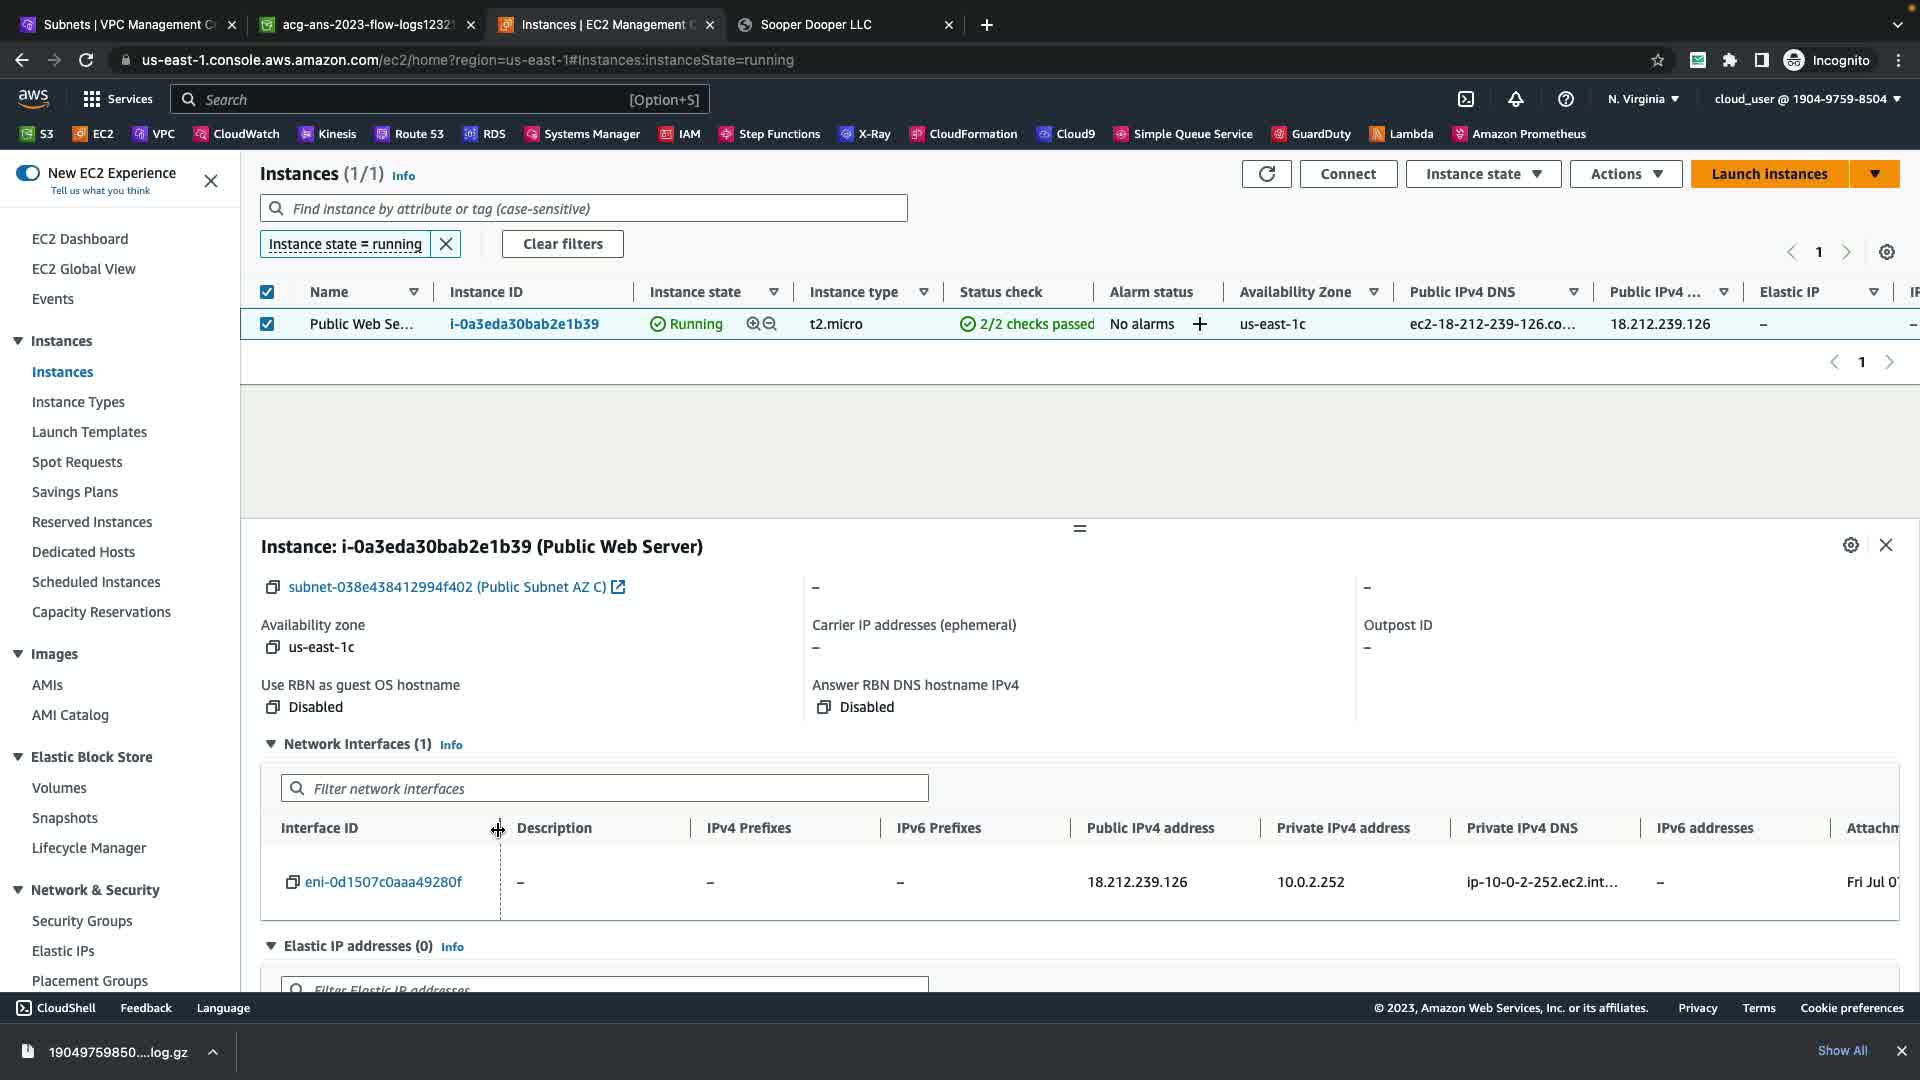 Subnets | VPC Management C
acg-ans-2023-flow-logs12321
Instances | EC2 Management C
Sooper Dooper LLC
us-east-1.console.aws.amazon.com/ec2/home?region=us-east-1#Instances:instanceState=running
Incognito
aws
Services
Search
[Option+S]
N. Virginia
cloud_user @ 1904-9759-8504
S3
EC2
VPC
CloudWatch
Kinesis
Route 53
RDS
Systems Manager
IAM
Step Functions
X-Ray
CloudFormation
Cloud9
Simple Queue Service
GuardDuty
Lambda
Amazon Prometheus
New EC2 Experience
Tell us what you think
EC2 Dashboard
EC2 Global View
Events
Instances
Instances
Instance Types
Launch Templates
Spot Requests
Savings Plans
Reserved Instances
Dedicated Hosts
Scheduled Instances
Capacity Reservations
Images
AMIs
AMI Catalog
Elastic Block Store
Volumes
Snapshots
Lifecycle Manager
Network & Security
Security Groups
Elastic IPs
Placement Groups
Instances (1/1) Info
Connect
Instance state
Actions
Launch instances
Find instance by attribute or tag (case-sensitive)
Instance state = running
Clear filters
1
Name
Instance ID
Instance state
Instance type
Status check
Alarm status
Availability Zone
Public IPv4 DNS
Public IPv4 ...
Elastic IP
IP
Public Web Se...
i-0a3eda30bab2e1b39
Running
t2.micro
2/2 checks passed
No alarms
us-east-1c
ec2-18-212-239-126.co...
18.212.239.126
–
–
1
Instance: i-0a3eda30bab2e1b39 (Public Web Server)
subnet-038e438412994f402 (Public Subnet AZ C)
–
–
Availability zone
us-east-1c
Carrier IP addresses (ephemeral)
–
Outpost ID
–
Use RBN as guest OS hostname
Disabled
Answer RBN DNS hostname IPv4
Disabled
Network Interfaces (1) Info
Filter network interfaces
Interface ID
Description
IPv4 Prefixes
IPv6 Prefixes
Public IPv4 address
Private IPv4 address
Private IPv4 DNS
IPv6 addresses
Attachm
eni-0d1507c0aaa49280f
–
–
–
18.212.239.126
10.0.2.252
ip-10-0-2-252.ec2.int...
–
Fri Jul 07
Elastic IP addresses (0) Info
Filter Elastic IP addresses
CloudShell
Feedback
Language
© 2023, Amazon Web Services, Inc. or its affiliates.
Privacy
Terms
Cookie preferences
19049759850....log.gz
Show All